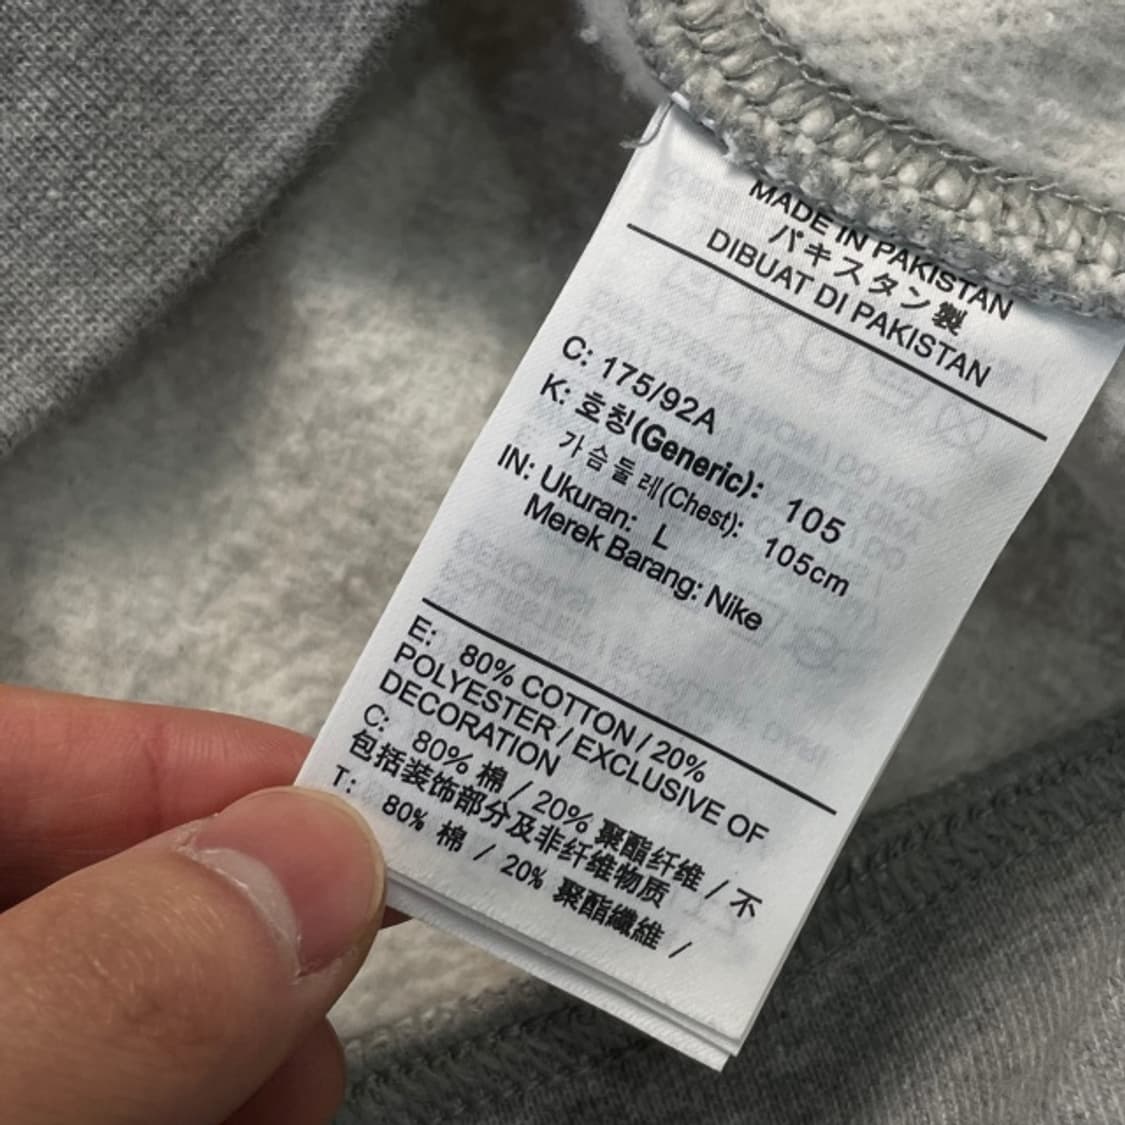 MADE IN PAKISTAN
パキスタン製
DIBUAT DI PAKISTAN
C: 175/92A
K: 호칭(Generic): 105
가슴둘레(Chest): 105cm
IN: Ukuran: L
Merek Barang: Nike
E: 80% COTTON / 20%
POLYESTER / EXCLUSIVE OF
DECORATION
C: 80% 棉 / 20% 聚酯纤维 / 不
包括装饰部分及非纤维物质
T: 80% 棉 / 20% 聚酯纖維 /